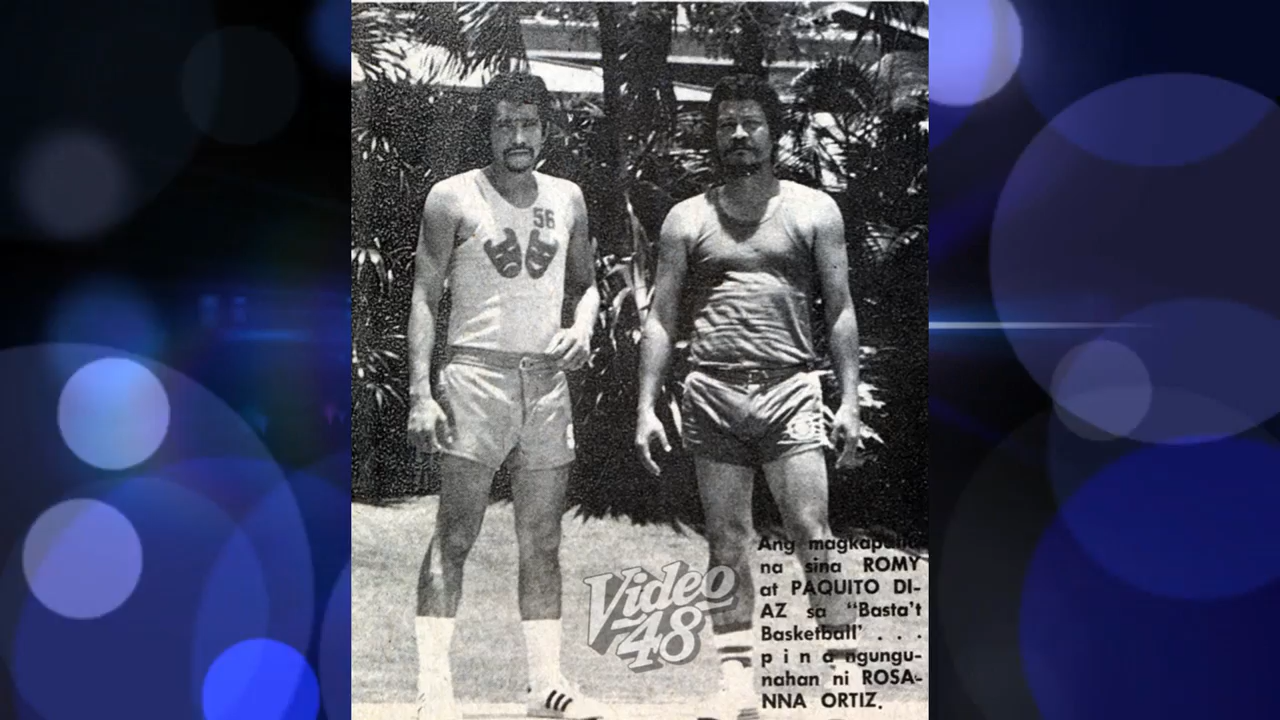 56
Video
48
Ang magkapatid
na sina ROMY
at PAQUITO DI-
AZ sa "Basta't
Basketball' . . .
p i n a ngungu-
nahan ni ROSA-
NNA ORTIZ.